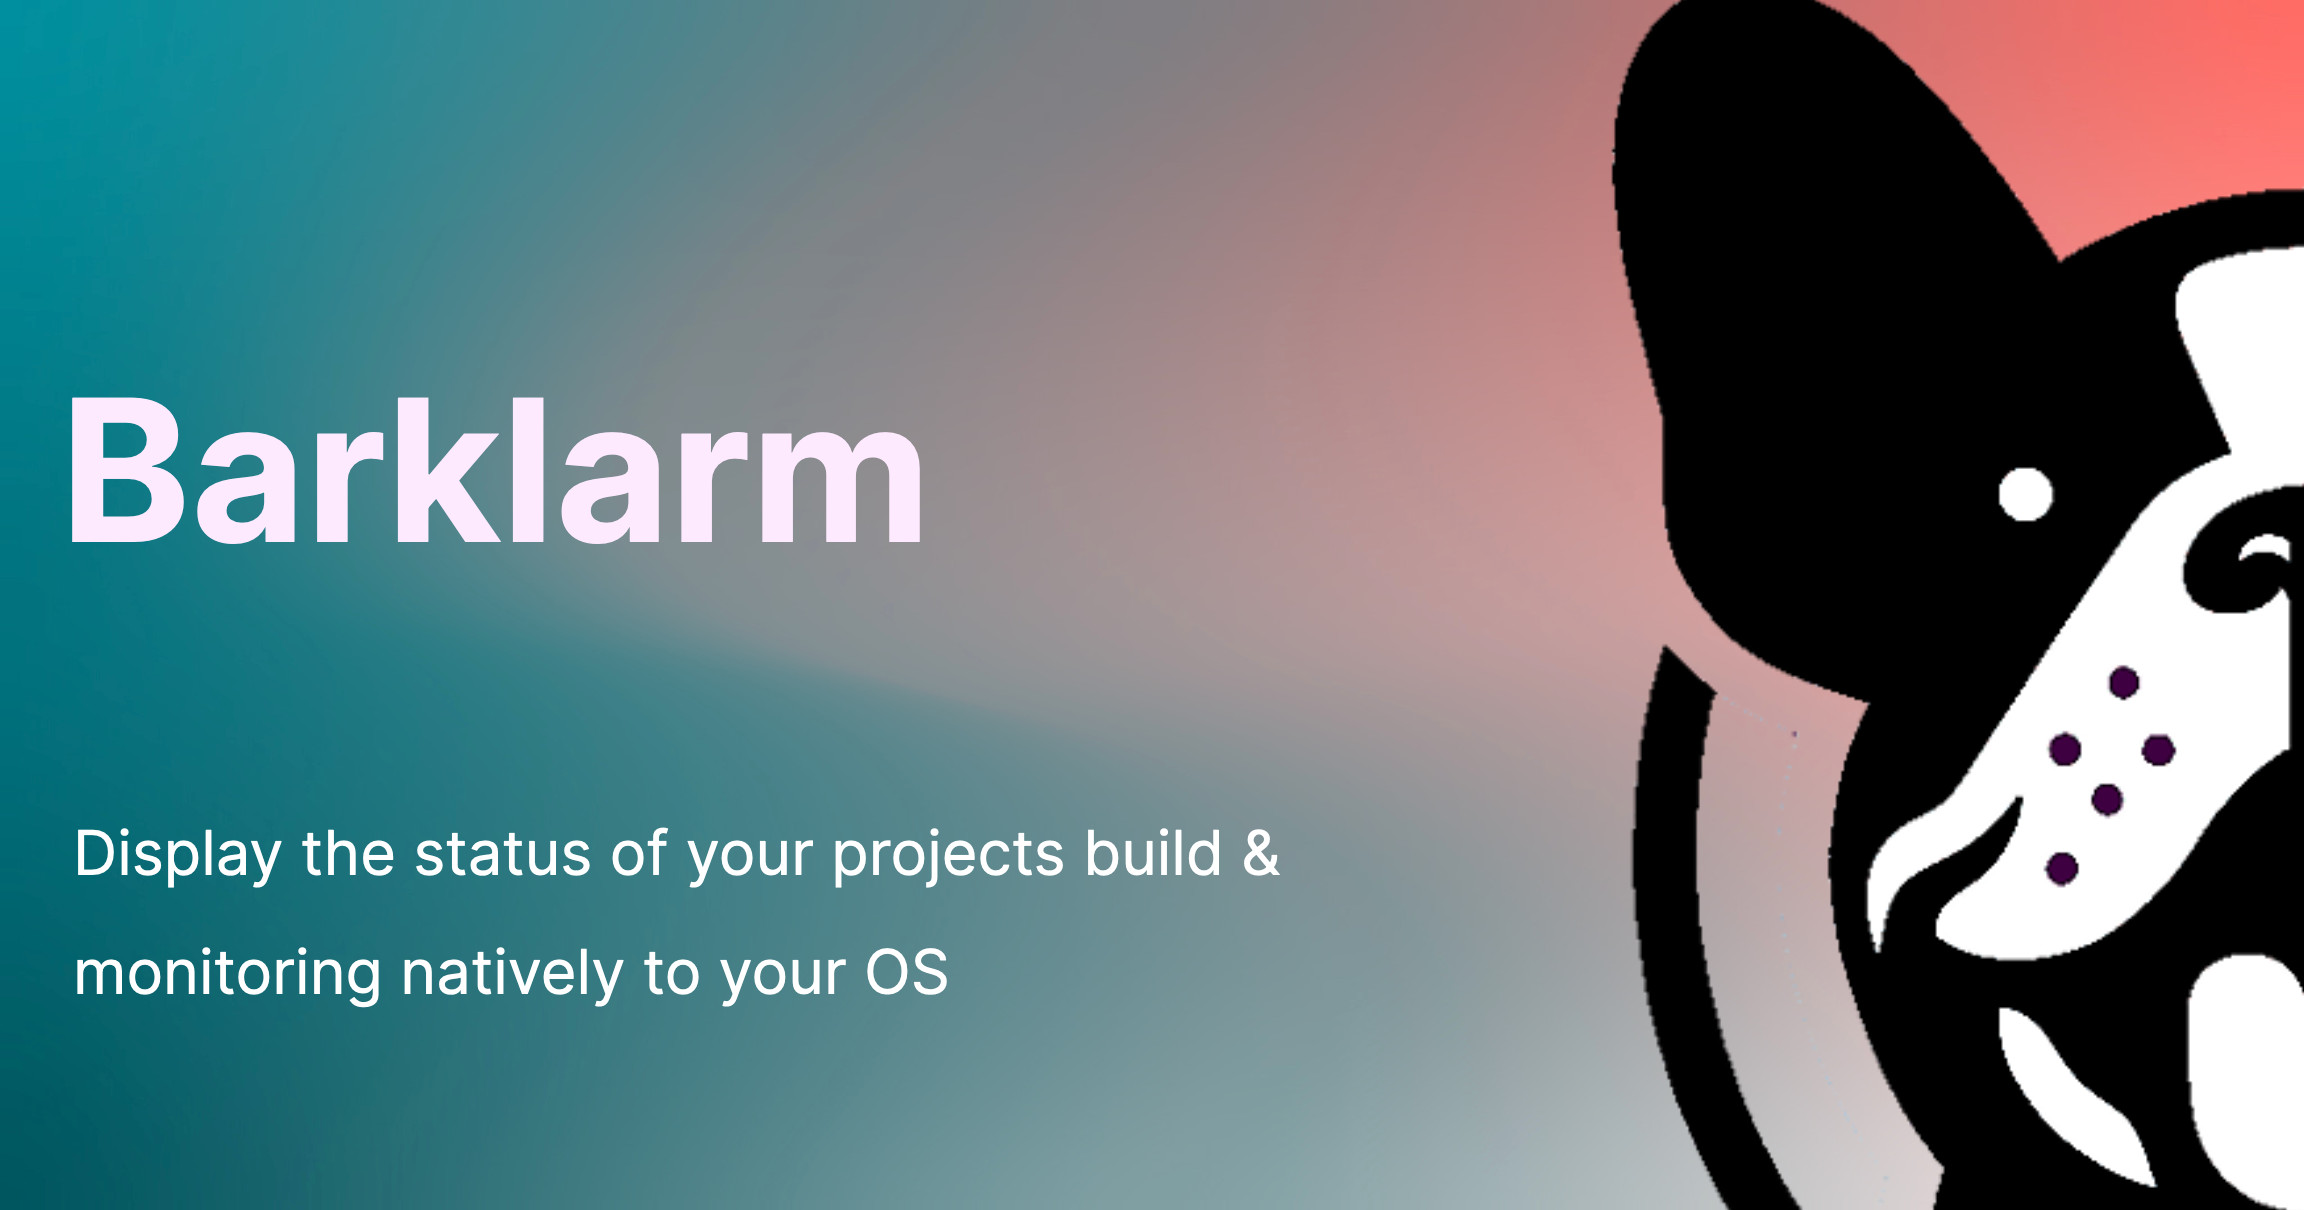 Barklarm
Display the status of your projects build &
monitoring natively to your OS